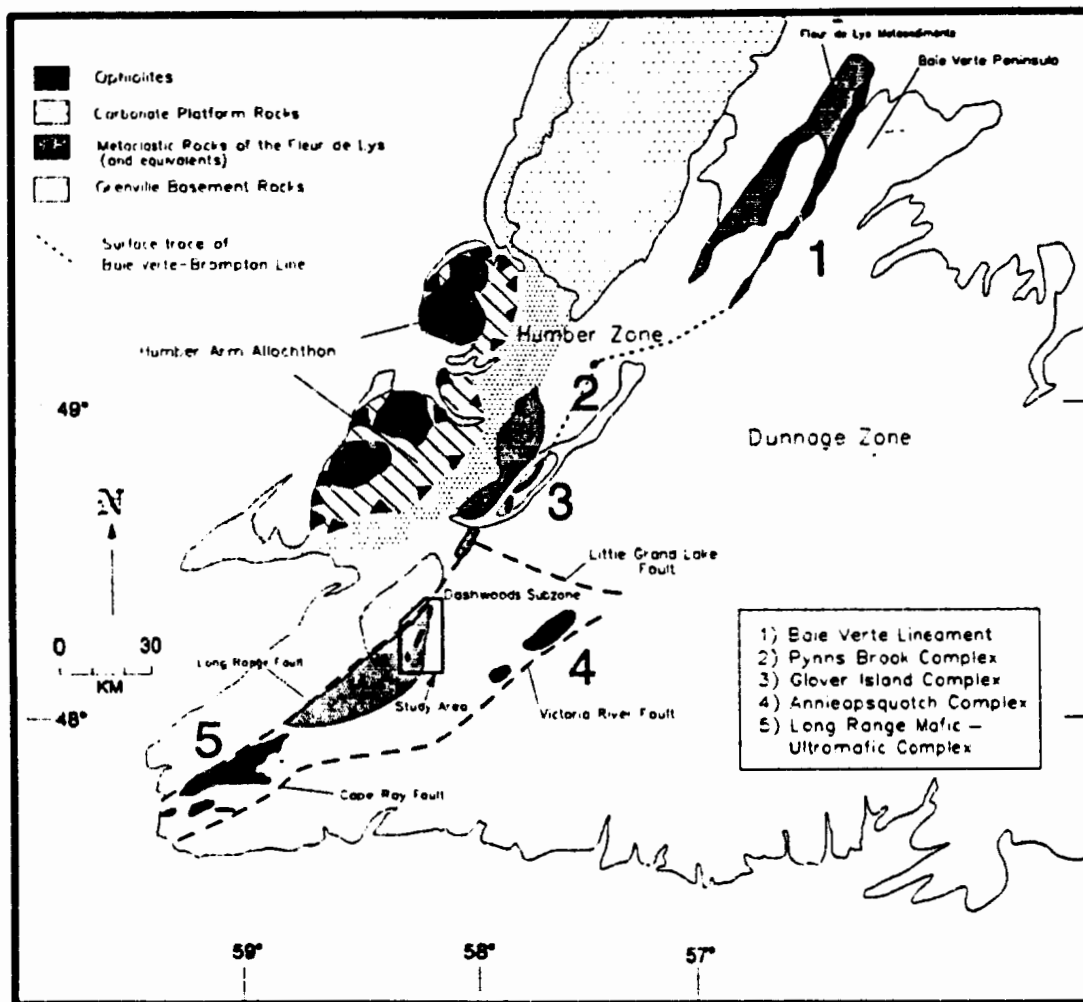 Fleur de Lys Metasediments
Baie Verte Peninsula
Ophiolites
Carbonate Platform Rocks
Metaclastic Rocks of the Fleur de Lys
(and equivalents)
Grenville Basement Rocks
Surface trace of
Baie Verte-Brompton Line
1
Humber Zone
Humber Arm Allochthon
2
49°
Dunnage Zone
N
3
Little Grand Lake
Fault
Dashwoods Subzone
0 30
KM
Long Range Fault
4
Study Area
Victoria River Fault
48°
5
Cape Ray Fault
1) Baie Verte Lineament
2) Pynns Brook Complex
3) Glover Island Complex
4) Annieopsquotch Complex
5) Long Range Mafic –
Ultramafic Complex
59° 58° 57°